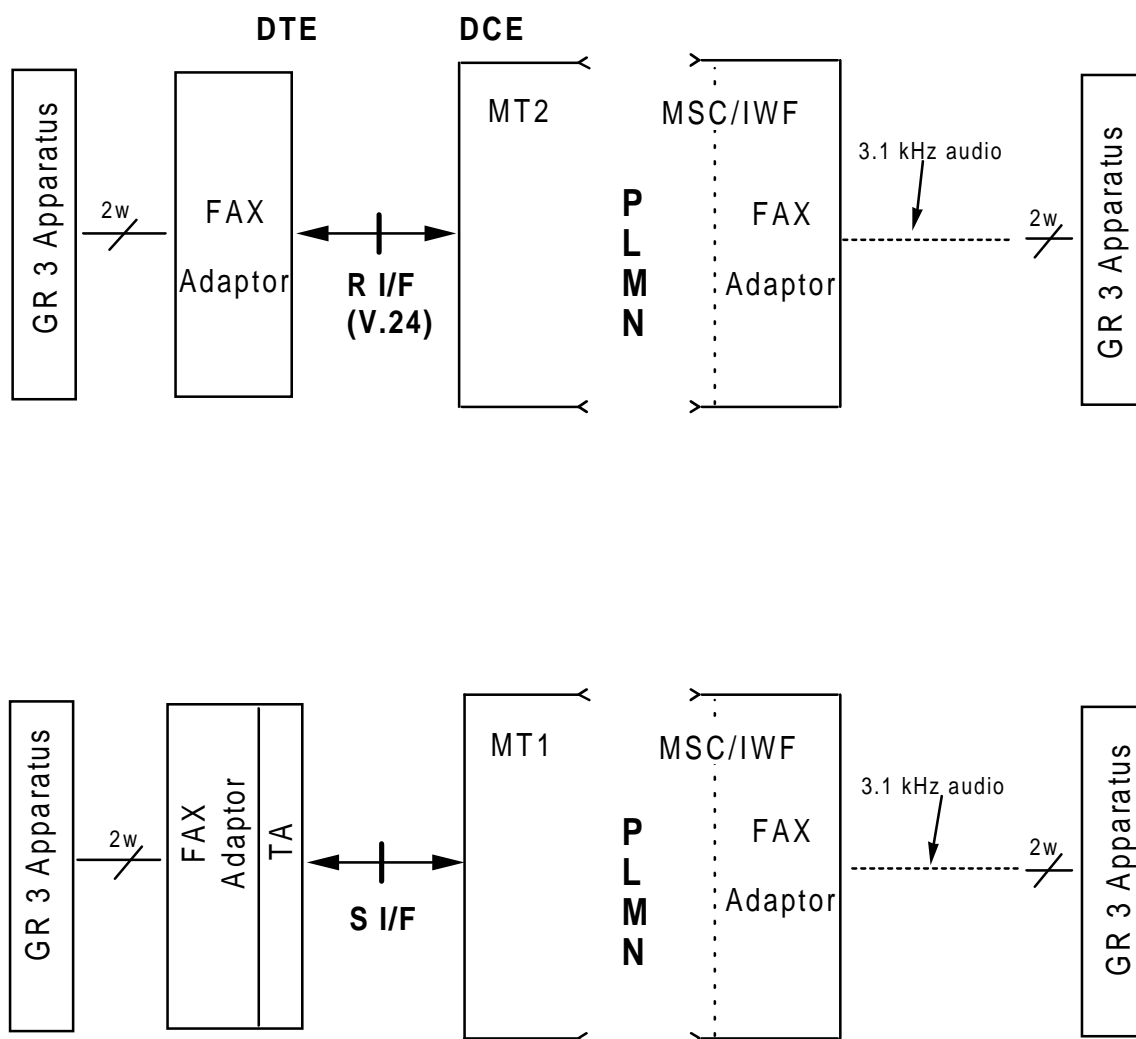 DTE
DCE
GR 3 Apparatus
2w
FAX
Adaptor
R I/F
(V.24)
MT2
P
L
M
N
MSC/IWF
FAX
Adaptor
3.1 kHz audio
2w
GR 3 Apparatus
GR 3 Apparatus
2w
FAX
Adaptor
TA
S I/F
MT1
P
L
M
N
MSC/IWF
FAX
Adaptor
3.1 kHz audio
2w
GR 3 Apparatus